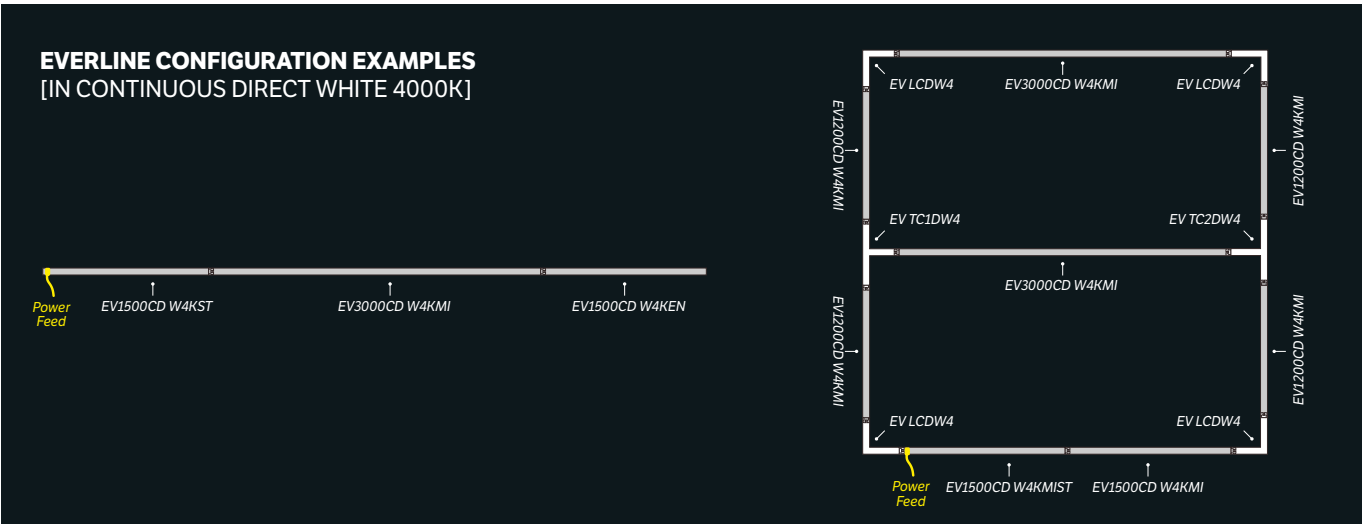 EVERLINE CONFIGURATION EXAMPLES
[IN CONTINUOUS DIRECT WHITE 4000K]
Power
Feed
EV1500CD W4KST
EV3000CD W4KMI
EV1500CD W4KEN
EV LCDW4
EV3000CD W4KMI
EV LCDW4
EV1200CD W4KMI
EV1200CD W4KMI
EV TC1DW4
EV TC2DW4
EV3000CD W4KMI
EV1200CD W4KMI
EV1200CD W4KMI
EV LCDW4
EV LCDW4
Power
Feed
EV1500CD W4KMIST
EV1500CD W4KMI